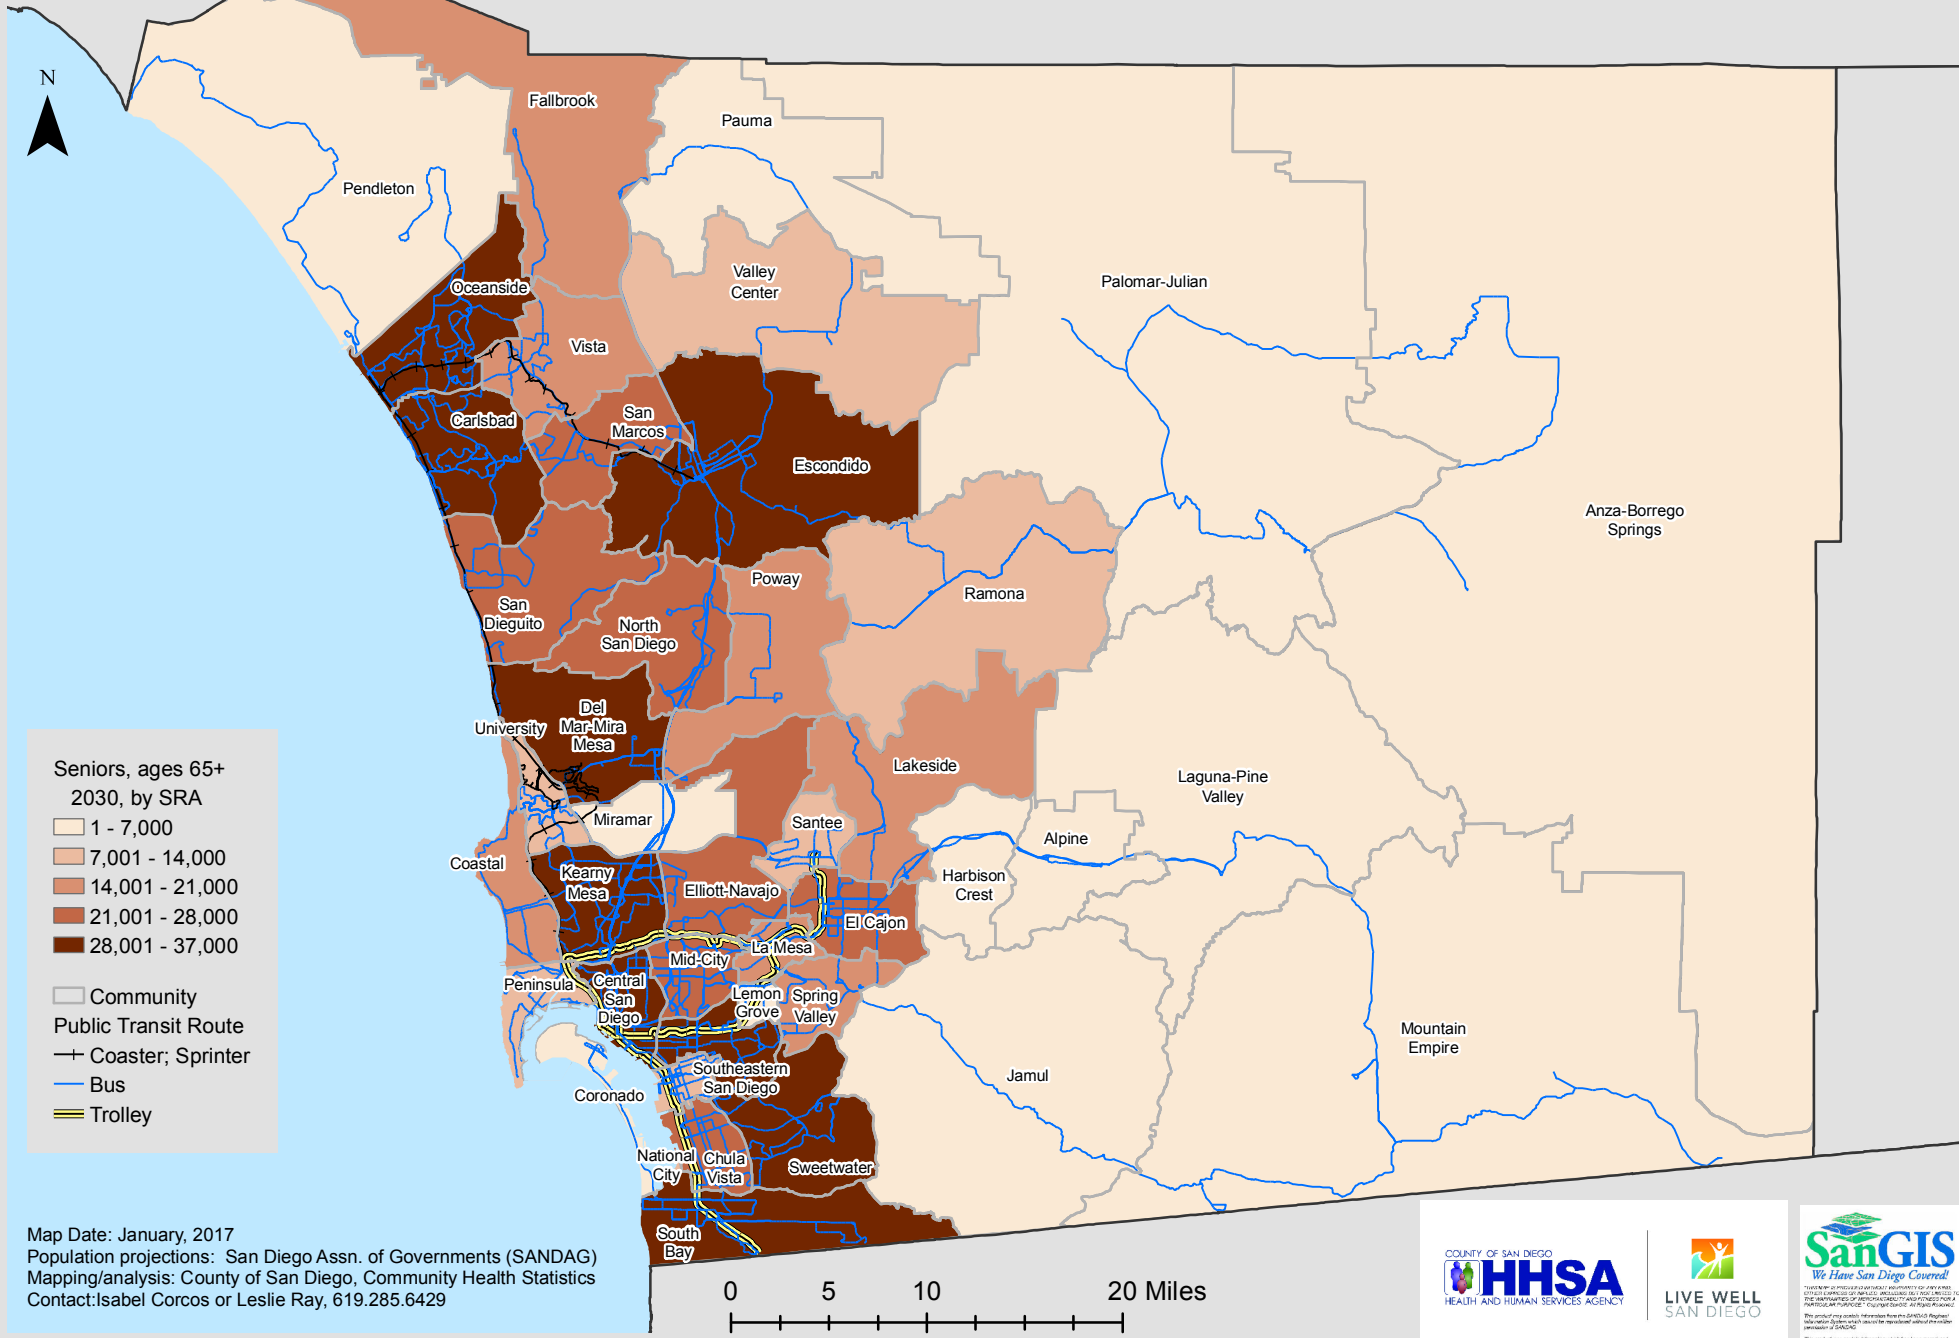 N
Fallbrook
Pauma
Pendleton
Oceanside
Valley
Center
Palomar-Julian
Vista
Carlsbad
San
Marcos
Escondido
Anza-Borrego
Springs
Poway
Ramona
San
Dieguito
North
San Diego
Del
Mar-Mira
Mesa
University
Lakeside
Laguna-Pine
Valley
Miramar
Santee
Alpine
Coastal
Kearny
Mesa
Elliott-Navajo
Harbison
Crest
El Cajon
La Mesa
Mid-City
Peninsula
Central
San
Diego
Lemon
Grove
Spring
Valley
Mountain
Empire
Southeastern
San Diego
Jamul
Coronado
National
City
Chula
Vista
Sweetwater
South
Bay
Seniors, ages 65+
2030, by SRA
1 - 7,000
7,001 - 14,000
14,001 - 21,000
21,001 - 28,000
28,001 - 37,000
Community
Public Transit Route
Coaster; Sprinter
Bus
Trolley
Map Date: January, 2017
Population projections: San Diego Assn. of Governments (SANDAG)
Mapping/analysis: County of San Diego, Community Health Statistics
Contact:Isabel Corcos or Leslie Ray, 619.285.6429
0 5 10 20 Miles
COUNTY OF SAN DIEGO
HHSA
HEALTH AND HUMAN SERVICES AGENCY
LIVE WELL
SAN DIEGO
SanGIS
We Have San Diego Covered!